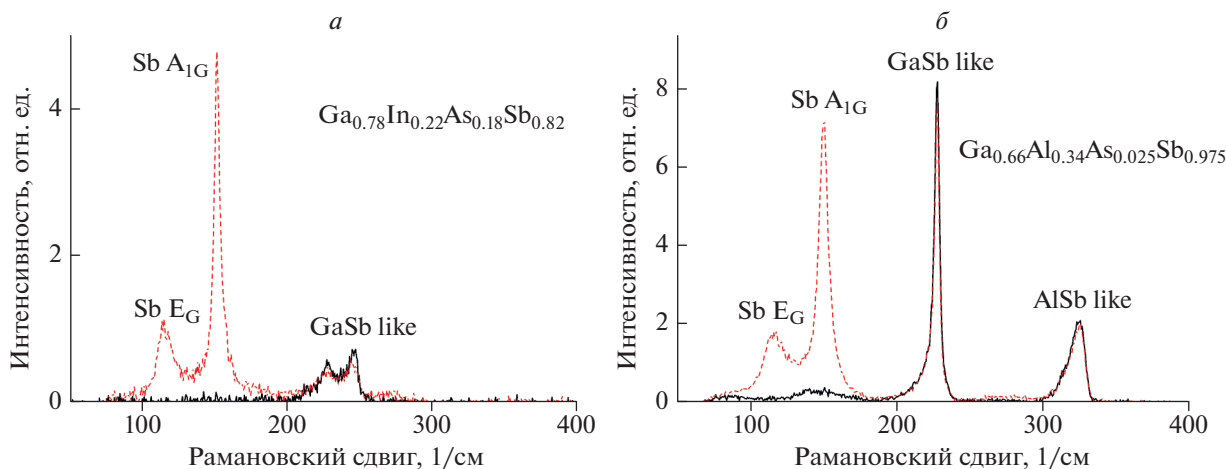 а
Интенсивность, отн. ед.
4
2
0
Sb A1G
Ga0.78In0.22As0.18Sb0.82
Sb EG
GaSb like
100
200
300
400
Рамановский сдвиг, 1/см
б
Интенсивность, отн. ед.
8
6
4
2
0
GaSb like
Sb A1G
Ga0.66Al0.34As0.025Sb0.975
Sb EG
AlSb like
100
200
300
400
Рамановский сдвиг, 1/см